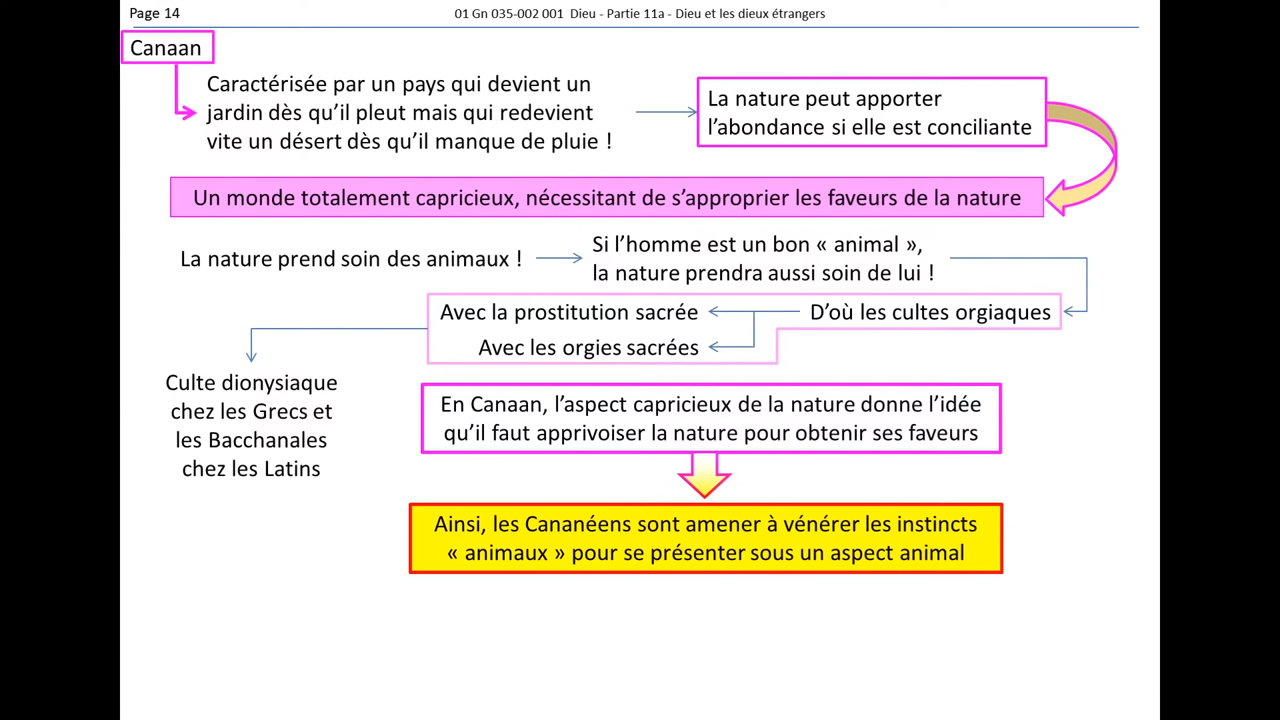 Page 14
01 Gn 035-002 001 Dieu - Partie 11a - Dieu et les dieux étrangers
Canaan
Caractérisée par un pays qui devient un
jardin dès qu’il pleut mais qui redevient
vite un désert dès qu’il manque de pluie !
La nature peut apporter
l’abondance si elle est conciliante
Un monde totalement capricieux, nécessitant de s’approprier les faveurs de la nature
La nature prend soin des animaux !
Si l’homme est un bon « animal »,
la nature prendra aussi soin de lui !
D’où les cultes orgiaques
Avec la prostitution sacrée
Avec les orgies sacrées
Culte dionysiaque
chez les Grecs et
les Bacchanales
chez les Latins
En Canaan, l’aspect capricieux de la nature donne l’idée
qu’il faut apprivoiser la nature pour obtenir ses faveurs
Ainsi, les Cananéens sont amener à vénérer les instincts
« animaux » pour se présenter sous un aspect animal